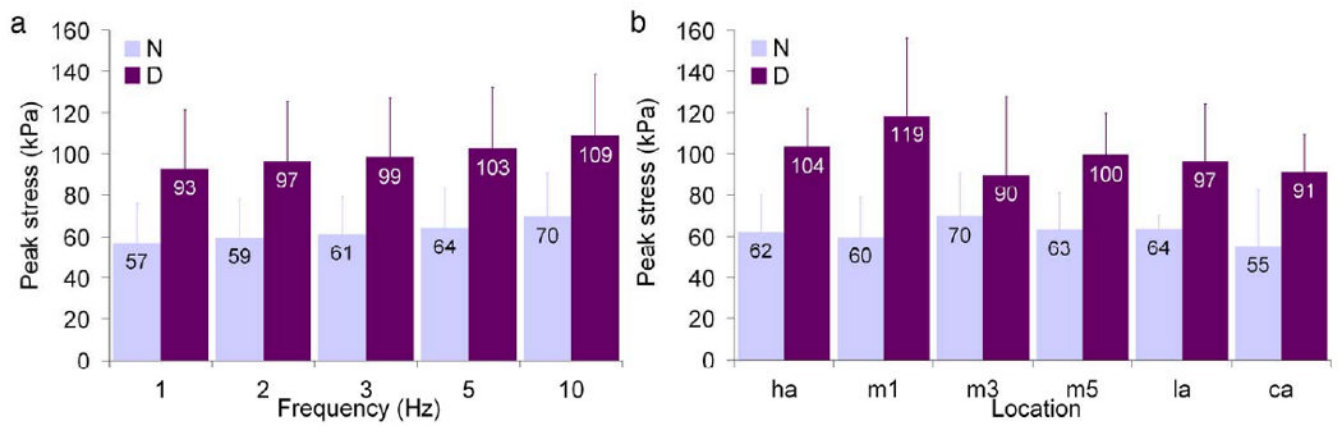 a
160
140
120
100
80
60
40
20
0
Peak stress (kPa)
N
D
57
93
59
97
61
99
64
103
70
109
1
2
3
5
10
Frequency (Hz)
b
160
140
120
100
80
60
40
20
0
Peak stress (kPa)
N
D
62
104
60
119
70
90
63
100
64
97
55
91
ha
m1
m3
m5
la
ca
Location